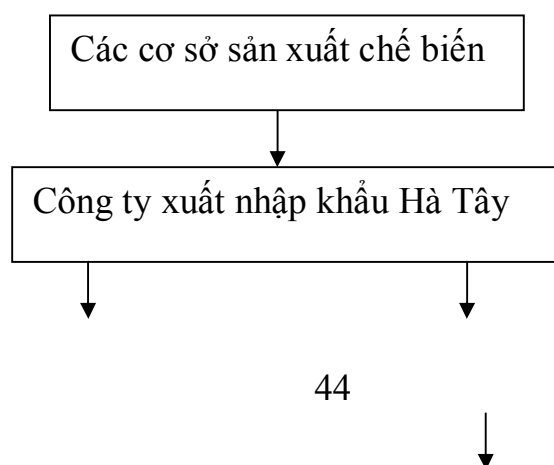 Các cơ sở sản xuất chế biến
Công ty xuất nhập khẩu Hà Tây
44